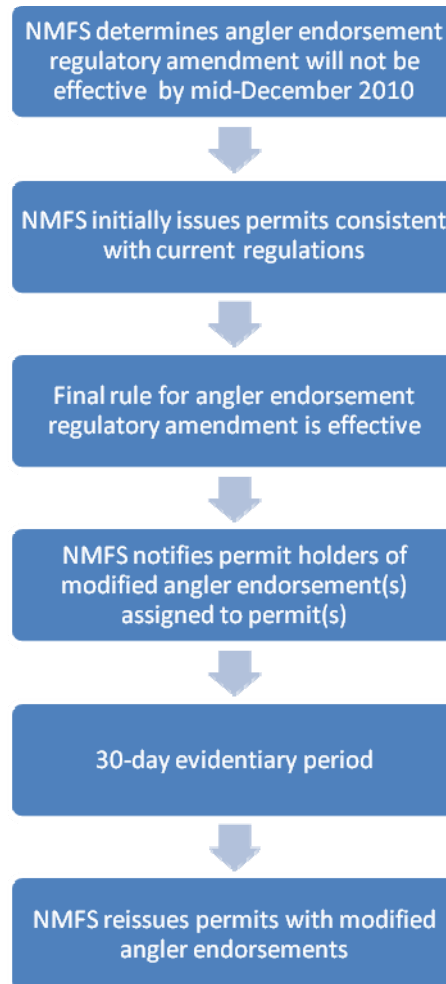 NMFS determines angler endorsement
regulatory amendment will not be
effective by mid-December 2010
NMFS initially issues permits consistent
with current regulations
Final rule for angler endorsement
regulatory amendment is effective
NMFS notifies permit holders of
modified angler endorsement(s)
assigned to permit(s)
30-day evidentiary period
NMFS reissues permits with modified
angler endorsements